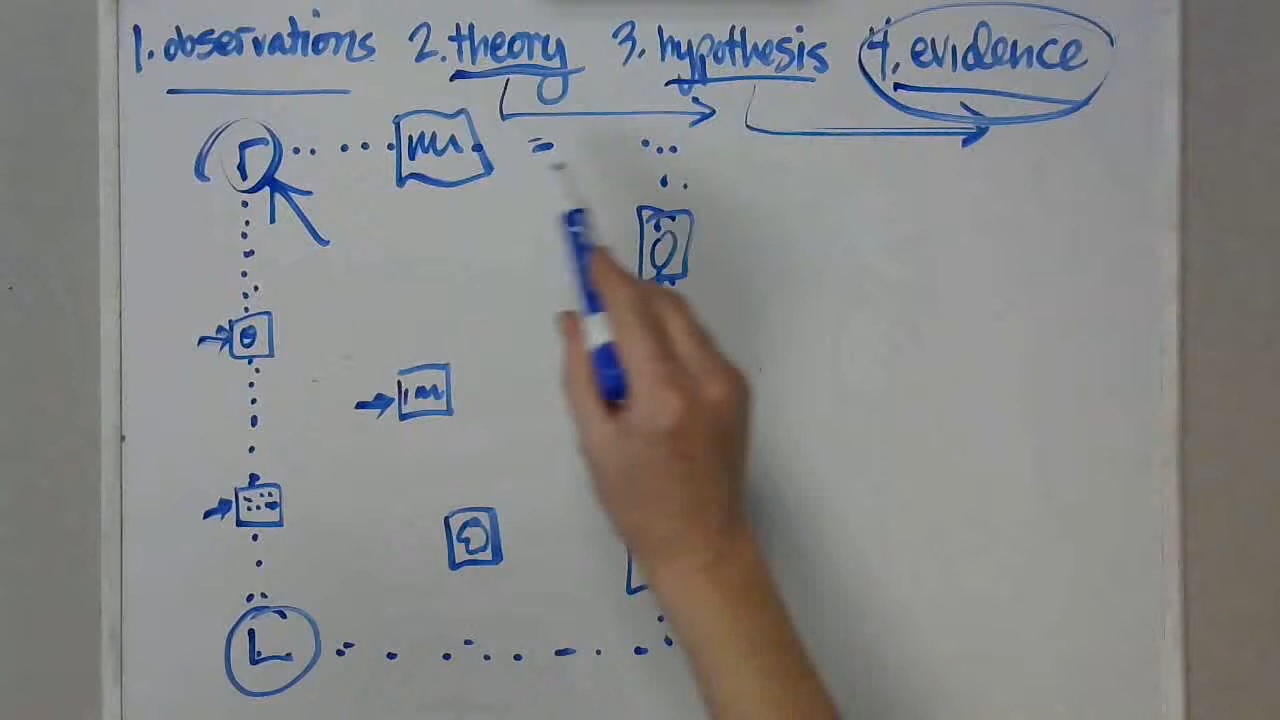 1. observations 2. theory 3. hypothesis 4. evidence
r
L